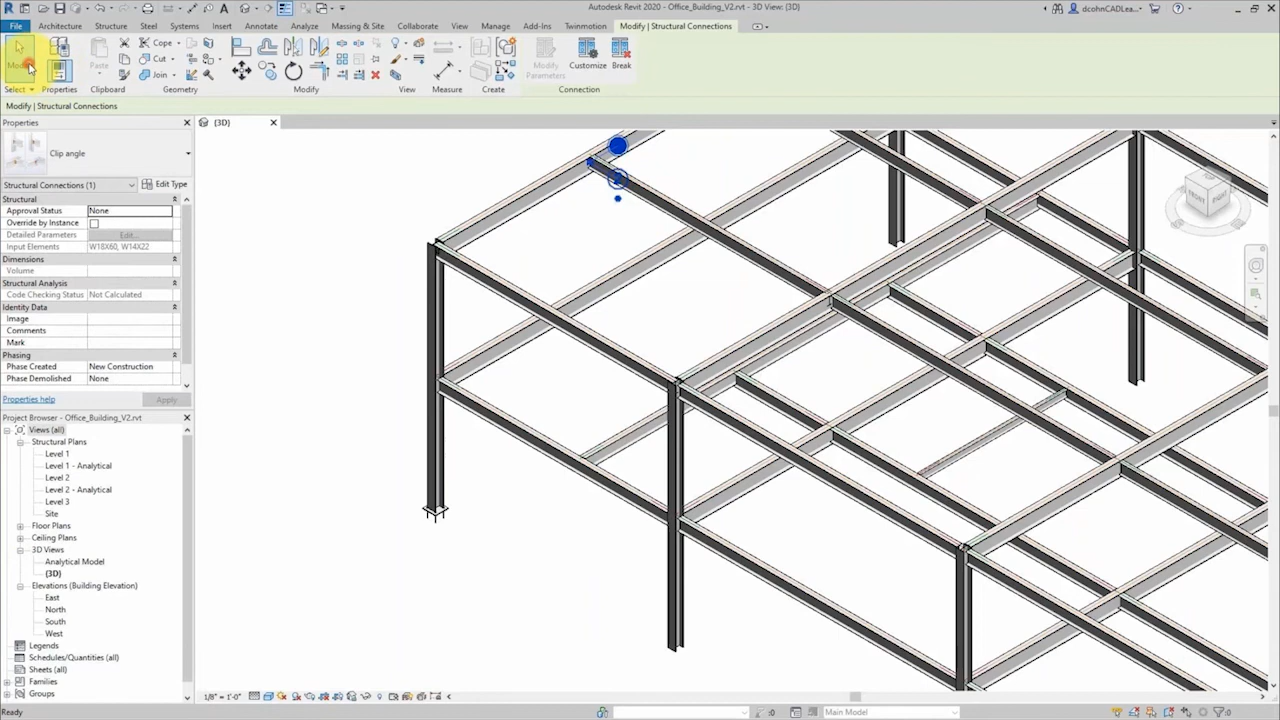 Autodesk Revit 2020 - Office_Building_V2.rvt - 3D View: {3D}
dcohnCADLea...
File Architecture Structure Steel Systems Insert Annotate Analyze Massing & Site Collaborate View Manage Add-Ins Twinmotion Modify | Structural Connections
Modify Paste Cope Cut Join Modify Parameters Customize Break
Select Properties Clipboard Geometry Modify View Measure Create Connection
Modify | Structural Connections
Properties
{3D}
Clip angle
Structural Connections (1) Edit Type
Structural
Approval Status None
Override by Instance
Detailed Parameters Edit...
Input Elements W18X60, W14X22
Dimensions
Volume
Structural Analysis
Code Checking Status Not Calculated
Identity Data
Image
Comments
Mark
Phasing
Phase Created New Construction
Phase Demolished None
Properties help Apply
Project Browser - Office_Building_V2.rvt
Views (all)
Structural Plans
Level 1
Level 1 - Analytical
Level 2
Level 2 - Analytical
Level 3
Site
Floor Plans
Ceiling Plans
3D Views
Analytical Model
{3D}
Elevations (Building Elevation)
East
North
South
West
Legends
Schedules/Quantities (all)
Sheets (all)
Families
Groups
FRONT RIGHT
1/8" = 1'-0"
Ready :0 Main Model :0